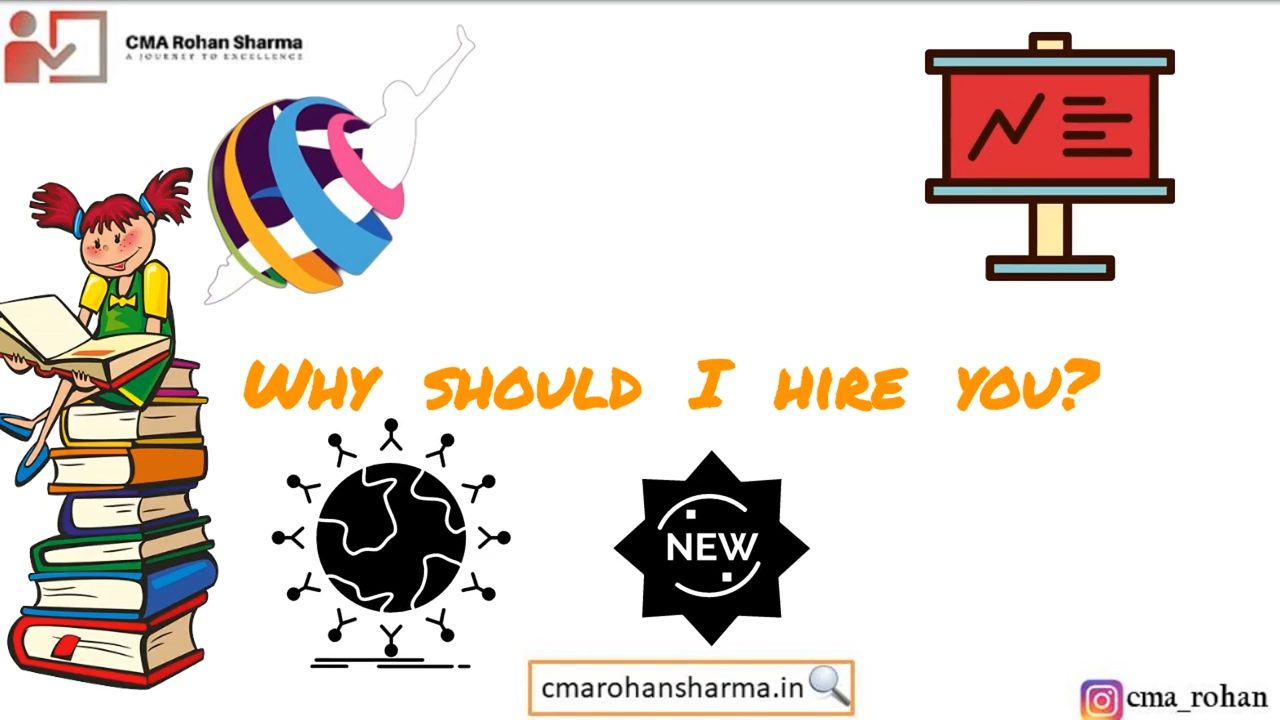 CMA Rohan Sharma
A JOURNEY TO EXCELLENCE
WHY SHOULD I HIRE YOU?
NEW
cmarohansharma.in
cma_rohan